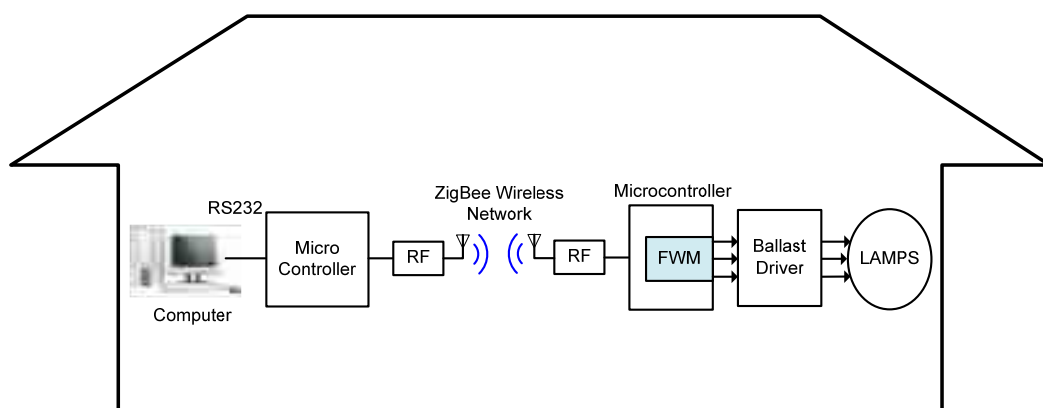 ZigBee Wireless
Network
Microcontroller
RS232
Micro
Controller
RF
RF
FWM
Ballast
Driver
LAMPS
Computer